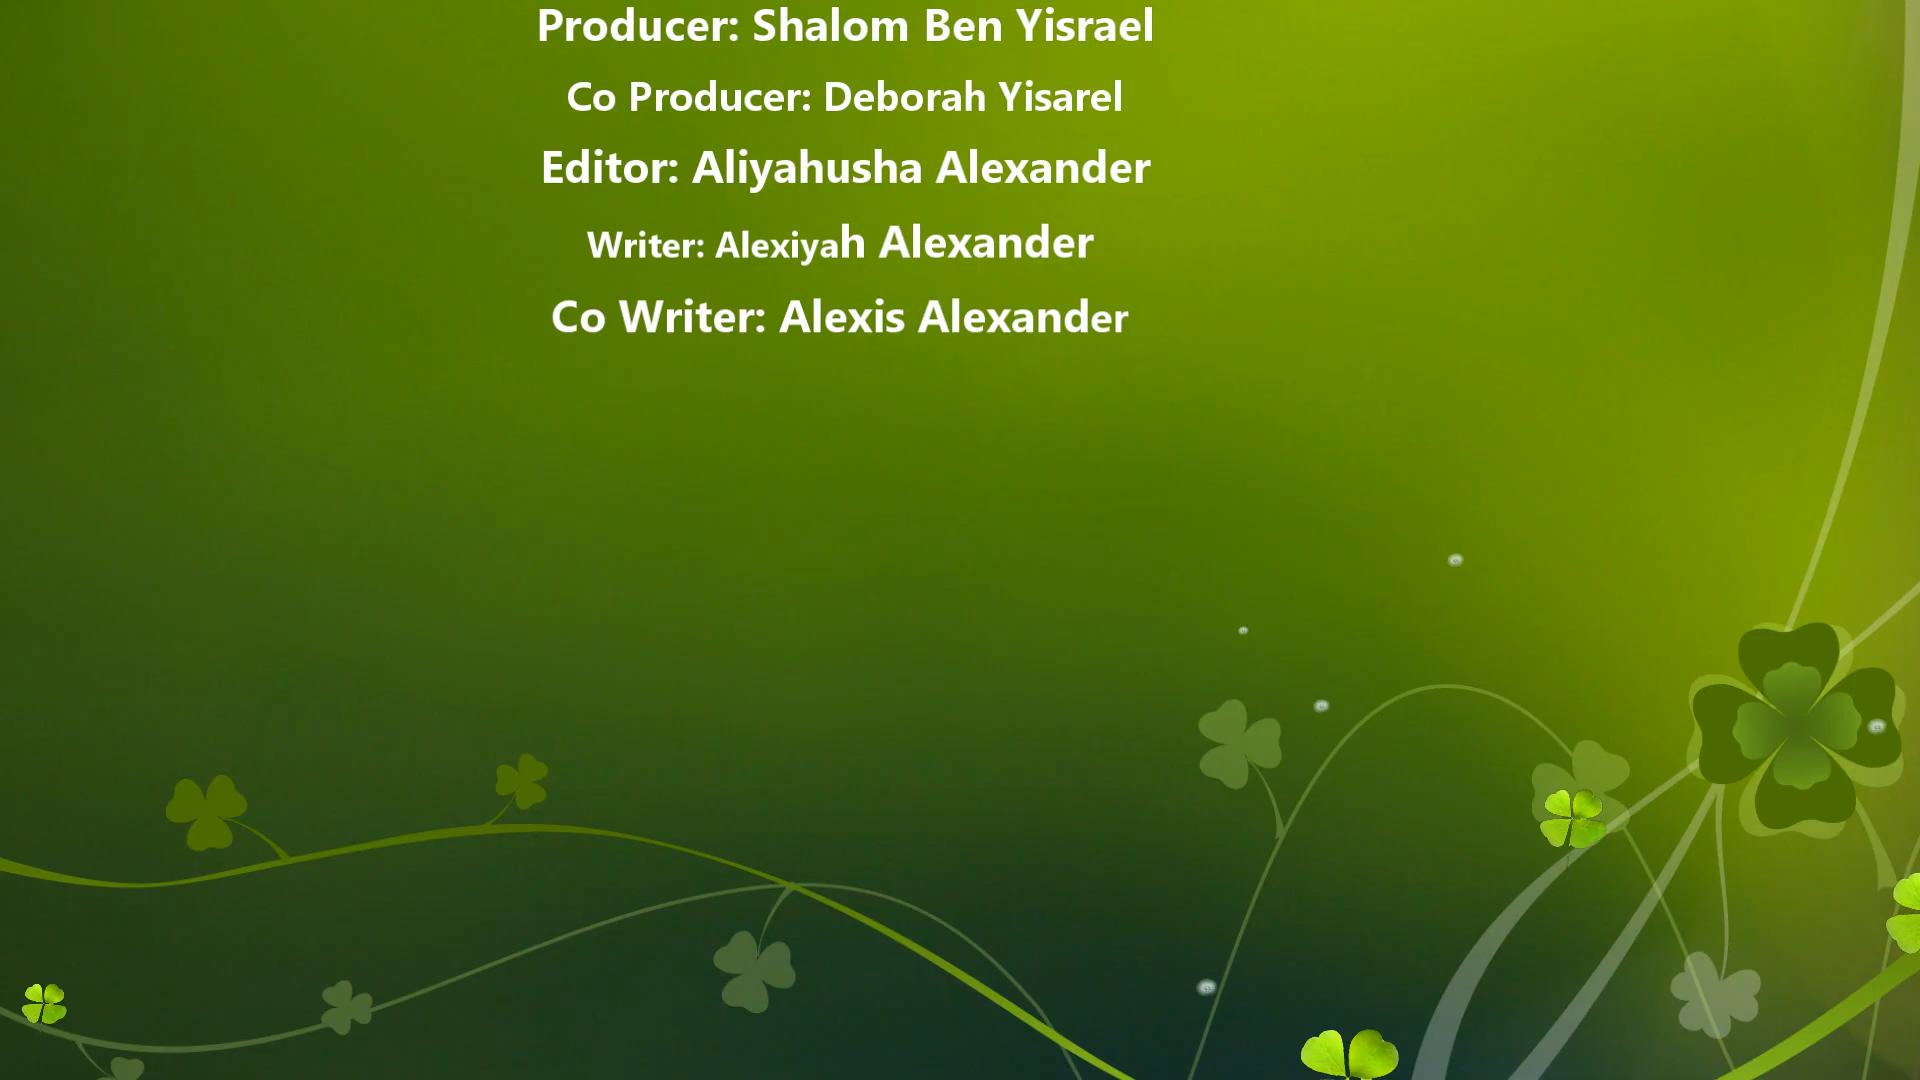 Producer: Shalom Ben Yisrael
Co Producer: Deborah Yisarel
Editor: Aliyahusha Alexander
Writer: Alexiyah Alexander
Co Writer: Alexis Alexander